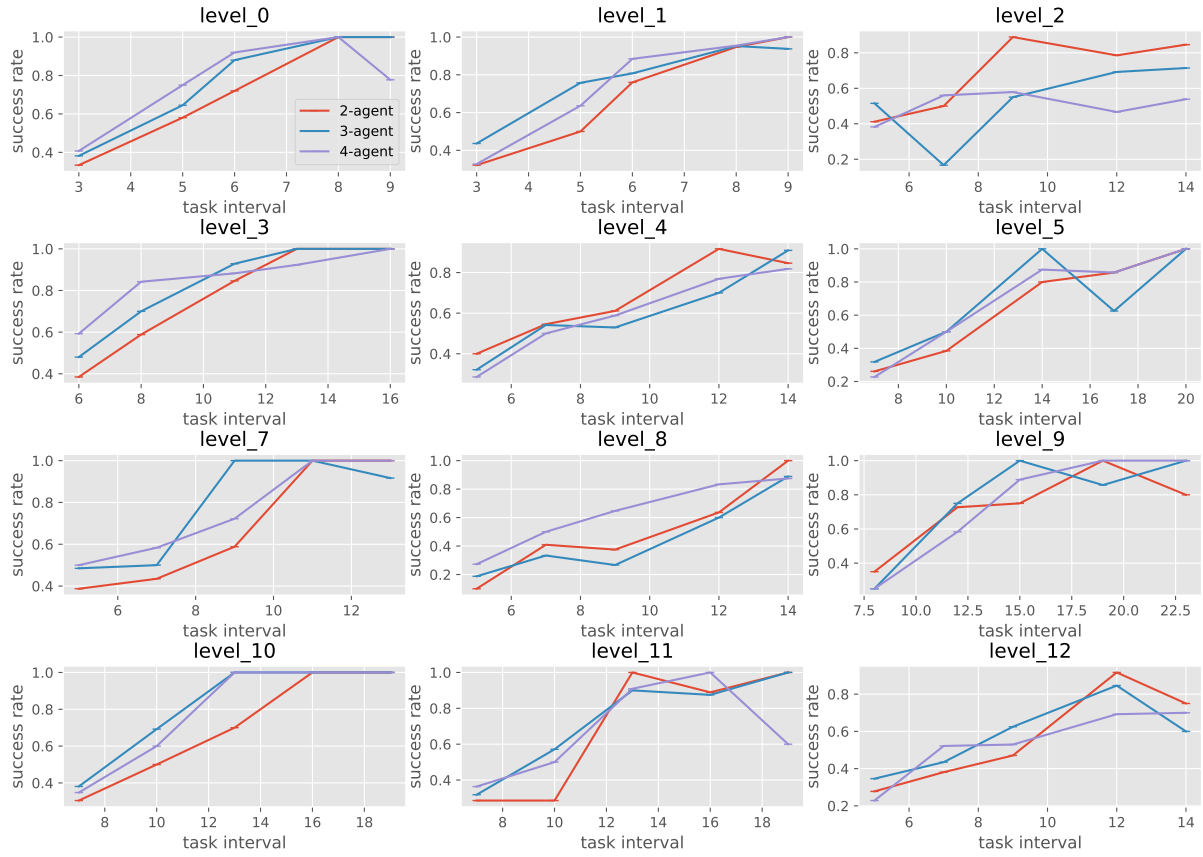 level_0
level_1
level_2
success rate
1.0
0.8
0.6
0.4
2-agent
3-agent
4-agent
3 4 5 6 7 8 9
task interval
success rate
1.0
0.8
0.6
0.4
3 4 5 6 7 8 9
task interval
success rate
0.8
0.6
0.4
0.2
6 8 10 12 14
task interval
level_3
level_4
level_5
success rate
1.0
0.8
0.6
0.4
6 8 10 12 14 16
task interval
success rate
0.8
0.6
0.4
6 8 10 12 14
task interval
success rate
1.0
0.8
0.6
0.4
0.2
8 10 12 14 16 18 20
task interval
level_7
level_8
level_9
success rate
1.0
0.8
0.6
0.4
6 8 10 12
task interval
success rate
1.0
0.8
0.6
0.4
0.2
6 8 10 12 14
task interval
success rate
1.0
0.8
0.6
0.4
7.5 10.0 12.5 15.0 17.5 20.0 22.5
task interval
level_10
level_11
level_12
success rate
1.0
0.8
0.6
0.4
8 10 12 14 16 18
task interval
success rate
1.0
0.8
0.6
0.4
8 10 12 14 16 18
task interval
success rate
0.8
0.6
0.4
0.2
6 8 10 12 14
task interval